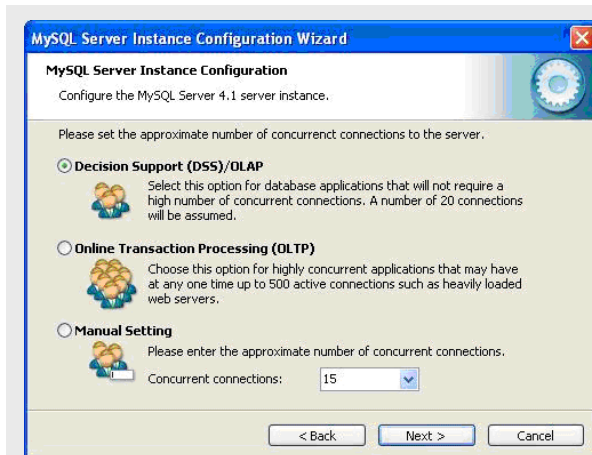 MySQL Server Instance Configuration Wizard
MySQL Server Instance Configuration
Configure the MySQL Server 4.1 server instance.
Please set the approximate number of concurrenct connections to the server.
Decision Support (DSS)/OLAP
Select this option for database applications that will not require a
high number of concurrent connections. A number of 20 connections
will be assumed.
Online Transaction Processing (OLTP)
Choose this option for highly concurrent applications that may have
at any one time up to 500 active connections such as heavily loaded
web servers.
Manual Setting
Please enter the approximate number of concurrent connections.
Concurrent connections: 15
< Back Next > Cancel